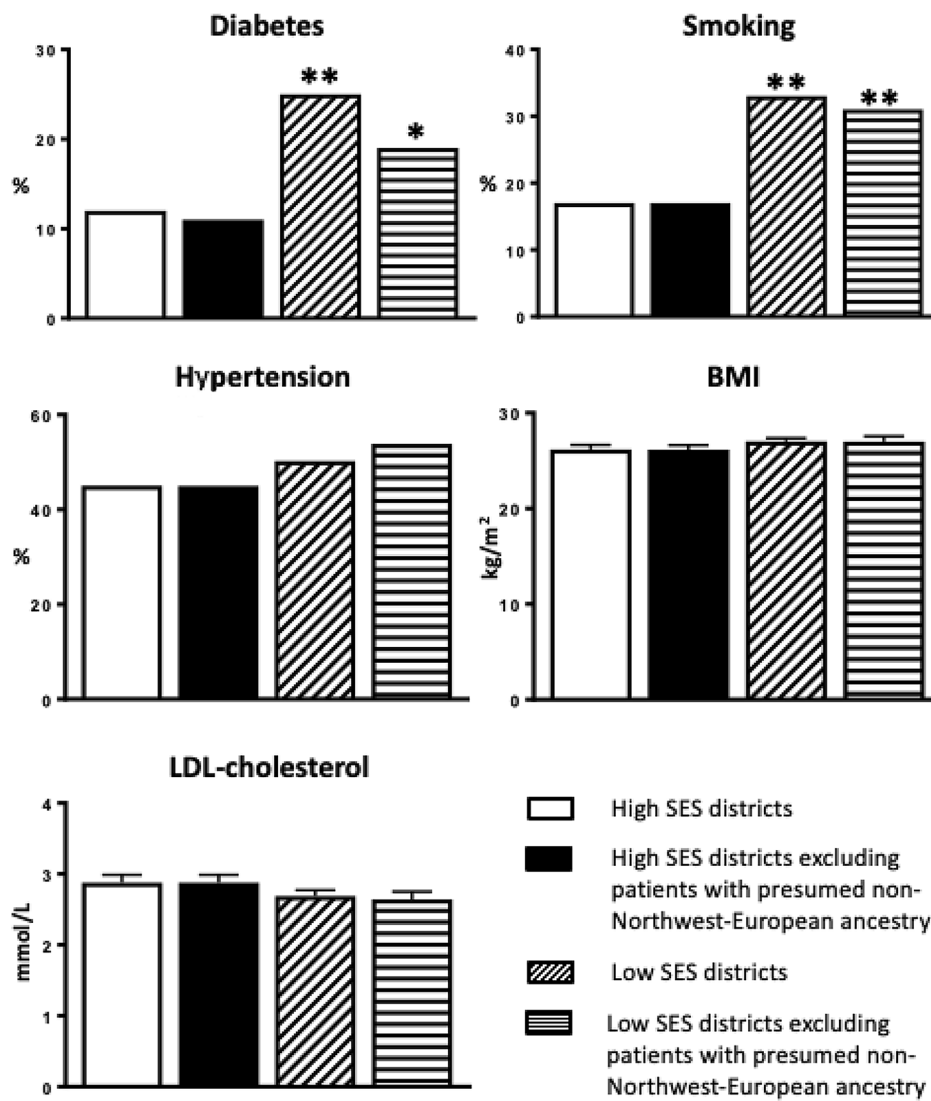 Diabetes
30
20
10
0
%
**
*
Smoking
40
30
20
10
0
%
**
**
Hypertension
60
40
20
0
%
BMI
30
20
10
0
kg/m²
LDL-cholesterol
4
3
2
1
0
mmol/L
High SES districts
High SES districts excluding
patients with presumed non-
Northwest-European ancestry
Low SES districts
Low SES districts excluding
patients with presumed non-
Northwest-European ancestry